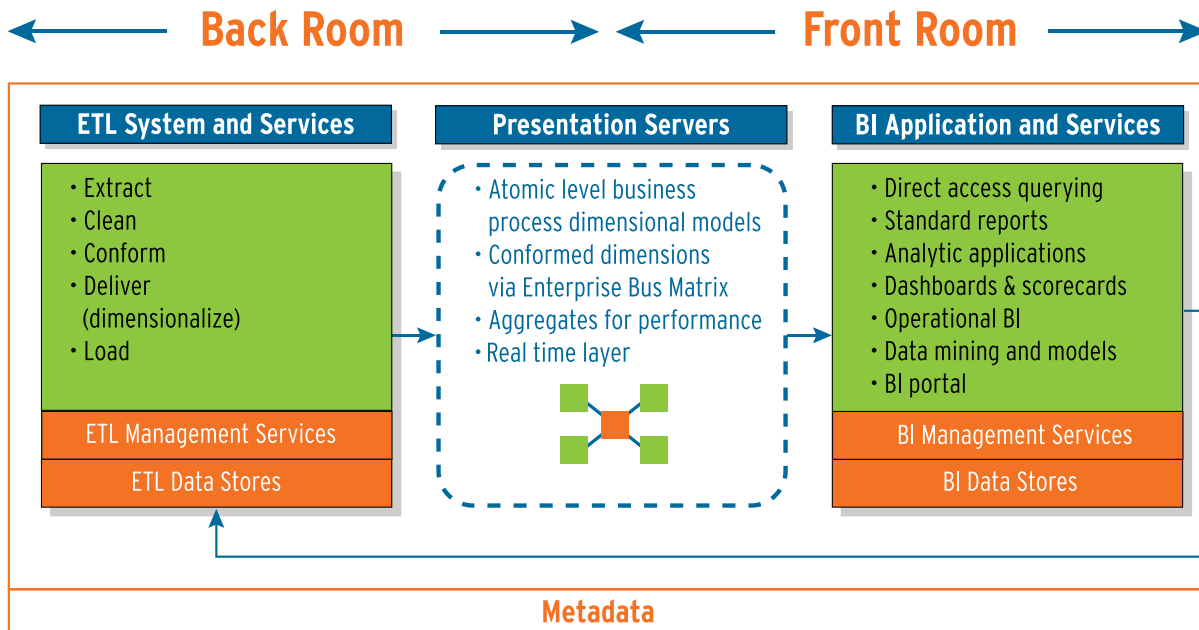 Back Room
Front Room
ETL System and Services
· Extract
· Clean
· Conform
· Deliver
(dimensionalize)
· Load
ETL Management Services
ETL Data Stores
Presentation Servers
· Atomic level business
process dimensional models
· Conformed dimensions
via Enterprise Bus Matrix
· Aggregates for performance
· Real time layer
BI Application and Services
· Direct access querying
· Standard reports
· Analytic applications
· Dashboards & scorecards
· Operational BI
· Data mining and models
· BI portal
BI Management Services
BI Data Stores
Metadata